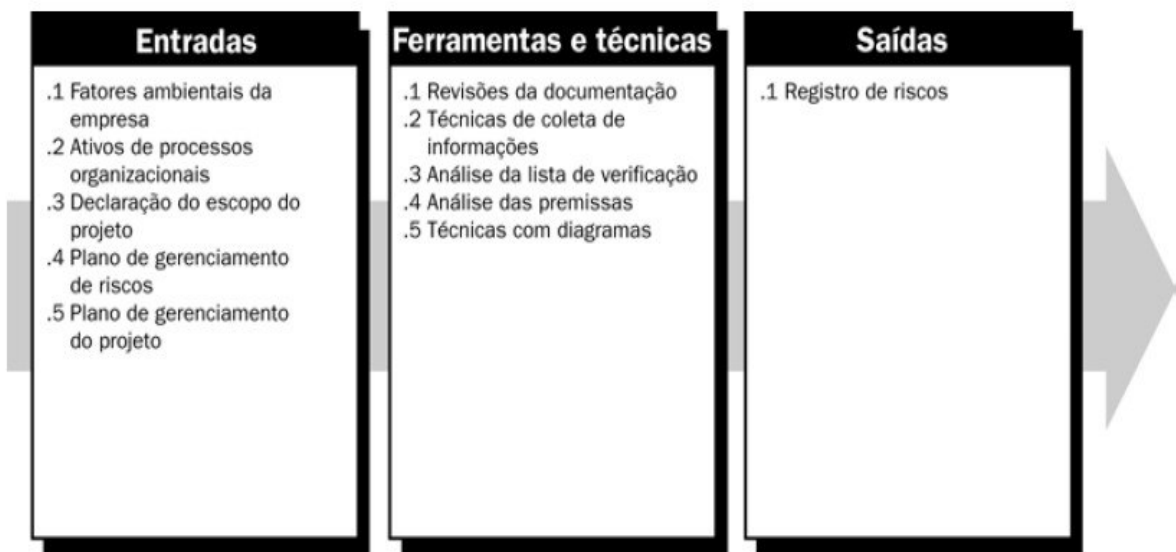 Entradas
.1 Fatores ambientais da
empresa
.2 Ativos de processos
organizacionais
.3 Declaração do escopo do
projeto
.4 Plano de gerenciamento
de riscos
.5 Plano de gerenciamento
do projeto
Ferramentas e técnicas
.1 Revisões da documentação
.2 Técnicas de coleta de
informações
.3 Análise da lista de verificação
.4 Análise das premissas
.5 Técnicas com diagramas
Saídas
.1 Registro de riscos